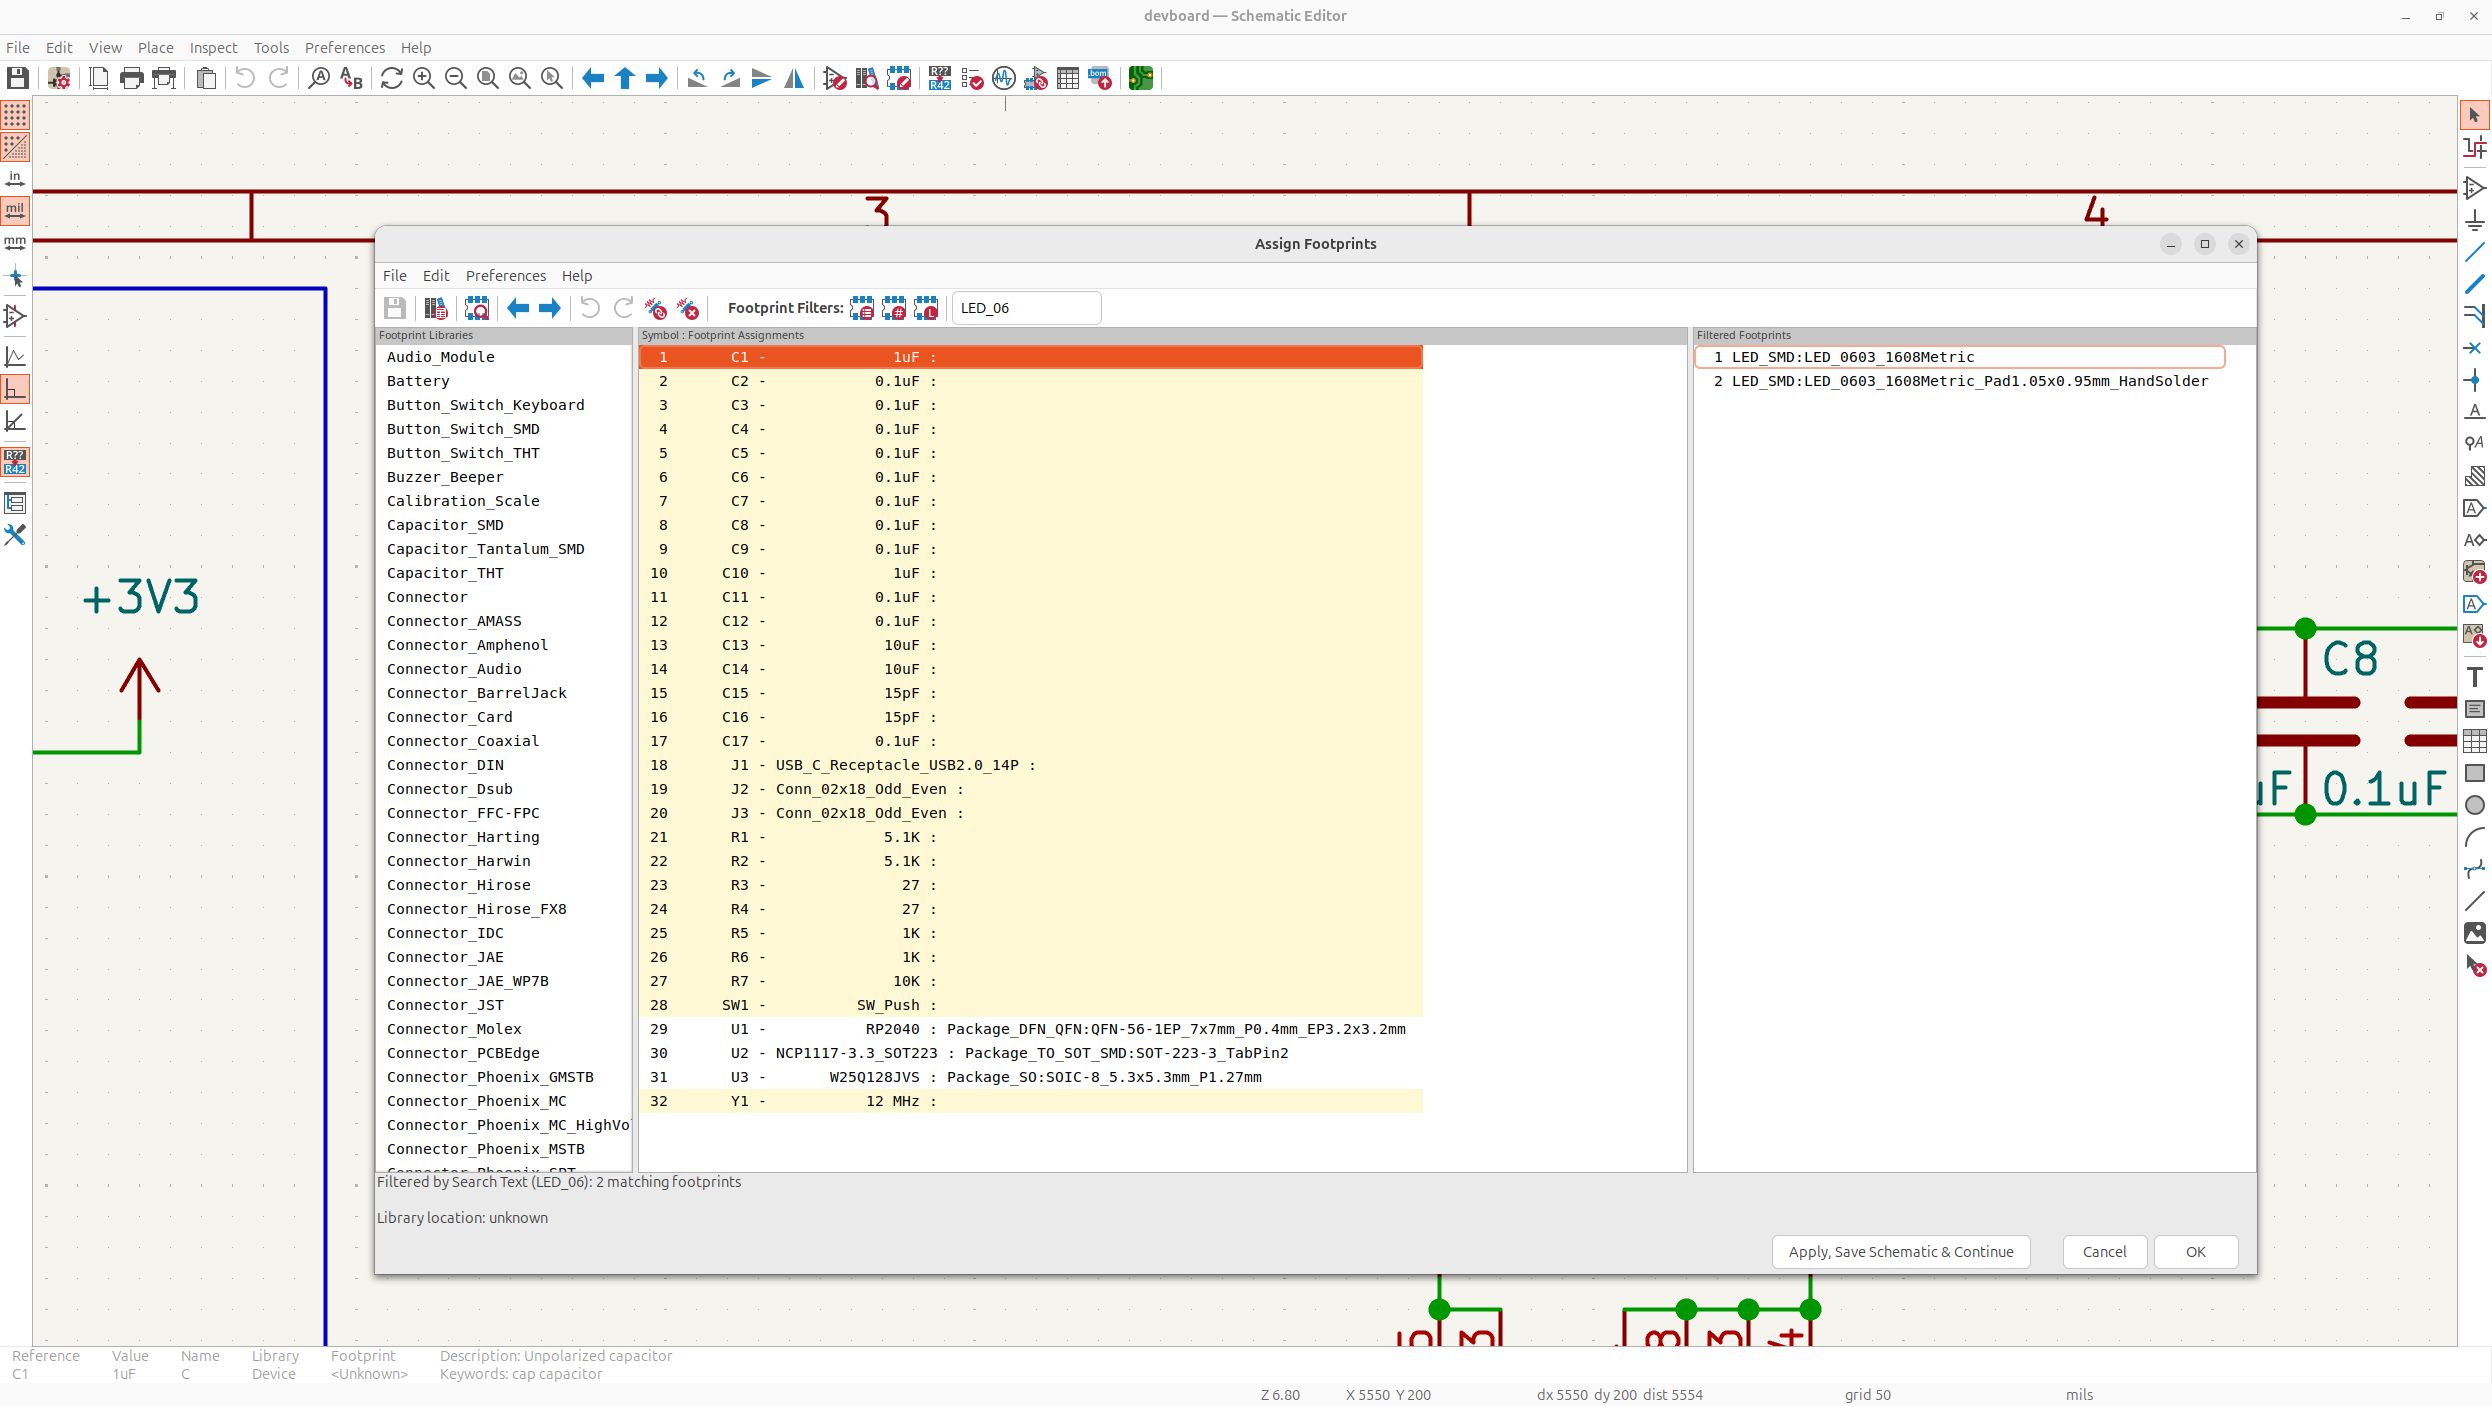 devboard — Schematic Editor
File Edit View Place Inspect Tools Preferences Help
3 4
Assign Footprints
File Edit Preferences Help
Footprint Filters: LED_06
Footprint Libraries
Audio_Module
Battery
Button_Switch_Keyboard
Button_Switch_SMD
Button_Switch_THT
Buzzer_Beeper
Calibration_Scale
Capacitor_SMD
Capacitor_Tantalum_SMD
Capacitor_THT
Connector
Connector_AMASS
Connector_Amphenol
Connector_Audio
Connector_BarrelJack
Connector_Card
Connector_Coaxial
Connector_DIN
Connector_Dsub
Connector_FFC-FPC
Connector_Harting
Connector_Harwin
Connector_Hirose
Connector_Hirose_FX8
Connector_IDC
Connector_JAE
Connector_JAE_WP7B
Connector_JST
Connector_Molex
Connector_PCBEdge
Connector_Phoenix_GMSTB
Connector_Phoenix_MC
Connector_Phoenix_MC_HighVo
Connector_Phoenix_MSTB
Symbol : Footprint Assignments
1 C1 - 1uF :
2 C2 - 0.1uF :
3 C3 - 0.1uF :
4 C4 - 0.1uF :
5 C5 - 0.1uF :
6 C6 - 0.1uF :
7 C7 - 0.1uF :
8 C8 - 0.1uF :
9 C9 - 0.1uF :
10 C10 - 1uF :
11 C11 - 0.1uF :
12 C12 - 0.1uF :
13 C13 - 10uF :
14 C14 - 10uF :
15 C15 - 15pF :
16 C16 - 15pF :
17 C17 - 0.1uF :
18 J1 - USB_C_Receptacle_USB2.0_14P :
19 J2 - Conn_02x18_Odd_Even :
20 J3 - Conn_02x18_Odd_Even :
21 R1 - 5.1K :
22 R2 - 5.1K :
23 R3 - 27 :
24 R4 - 27 :
25 R5 - 1K :
26 R6 - 1K :
27 R7 - 10K :
28 SW1 - SW_Push :
29 U1 - RP2040 : Package_DFN_QFN:QFN-56-1EP_7x7mm_P0.4mm_EP3.2x3.2mm
30 U2 - NCP1117-3.3_SOT223 : Package_TO_SOT_SMD:SOT-223-3_TabPin2
31 U3 - W25Q128JVS : Package_SO:SOIC-8_5.3x5.3mm_P1.27mm
32 Y1 - 12 MHz :
Filtered Footprints
1 LED_SMD:LED_0603_1608Metric
2 LED_SMD:LED_0603_1608Metric_Pad1.05x0.95mm_HandSolder
Filtered by Search Text (LED_06): 2 matching footprints
Library location: unknown
Apply, Save Schematic & Continue Cancel OK
in
mil
mm
R??
R42
+3V3
C8
uF 0.1uF
Reference Value Name Library Footprint Description: Unpolarized capacitor
C1 1uF C Device <Unknown> Keywords: cap capacitor
Z 6.80 X 5550 Y 200 dx 5550 dy 200 dist 5554 grid 50 mils